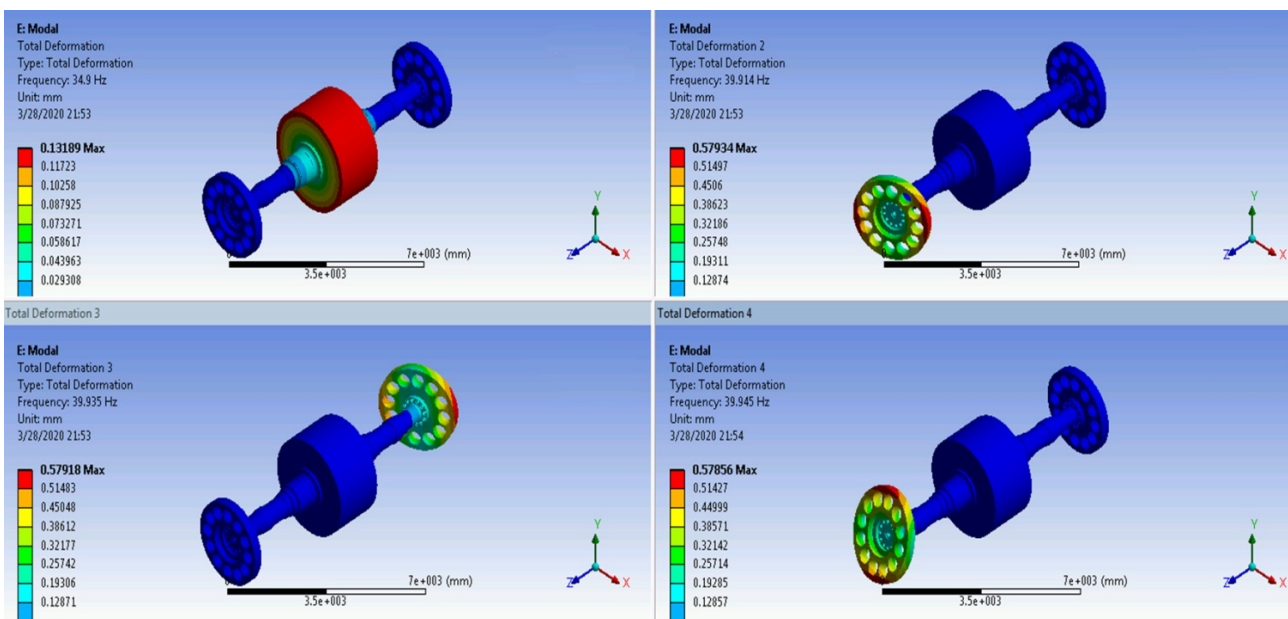 E: Modal
Total Deformation
Type: Total Deformation
Frequency: 34.9 Hz
Unit: mm
3/28/2020 21:53
0.13189 Max
0.11723
0.10258
0.087925
0.073271
0.058617
0.043963
0.029308
7e+003 (mm)
3.5e+003
Y
Z
X
E: Modal
Total Deformation 2
Type: Total Deformation
Frequency: 39.914 Hz
Unit: mm
3/28/2020 21:53
0.57934 Max
0.51497
0.4506
0.38623
0.32186
0.25748
0.19311
0.12874
7e+003 (mm)
3.5e+003
Y
Z
X
Total Deformation 3
E: Modal
Total Deformation 3
Type: Total Deformation
Frequency: 39.935 Hz
Unit: mm
3/28/2020 21:53
0.57918 Max
0.51483
0.45048
0.38612
0.32177
0.25742
0.19306
0.12871
7e+003 (mm)
3.5e+003
Y
Z
X
Total Deformation 4
E: Modal
Total Deformation 4
Type: Total Deformation
Frequency: 39.945 Hz
Unit: mm
3/28/2020 21:54
0.57856 Max
0.51427
0.44999
0.38571
0.32142
0.25714
0.19285
0.12857
7e+003 (mm)
3.5e+003
Y
Z
X